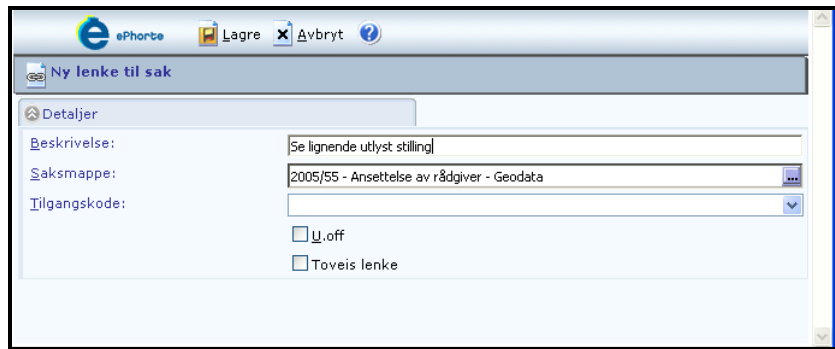 ePhorte Lagre Avbryt ?
Ny lenke til sak
Detaljer
Beskrivelse: Se lignende utlyst stilling
Saksmappe: 2005/55 - Ansettelse av rådgiver - Geodata ...
Tilgangskode:
U.off
Toveis lenke